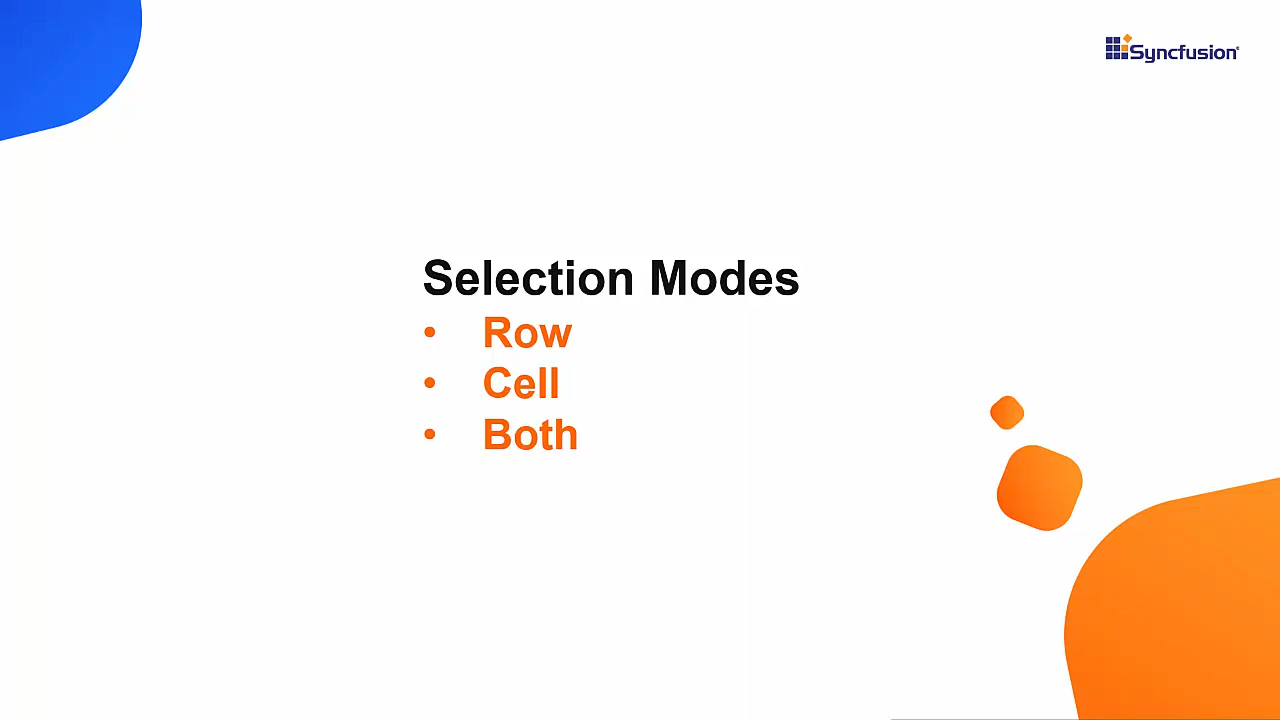 Syncfusion®
Selection Modes
• Row
• Cell
• Both